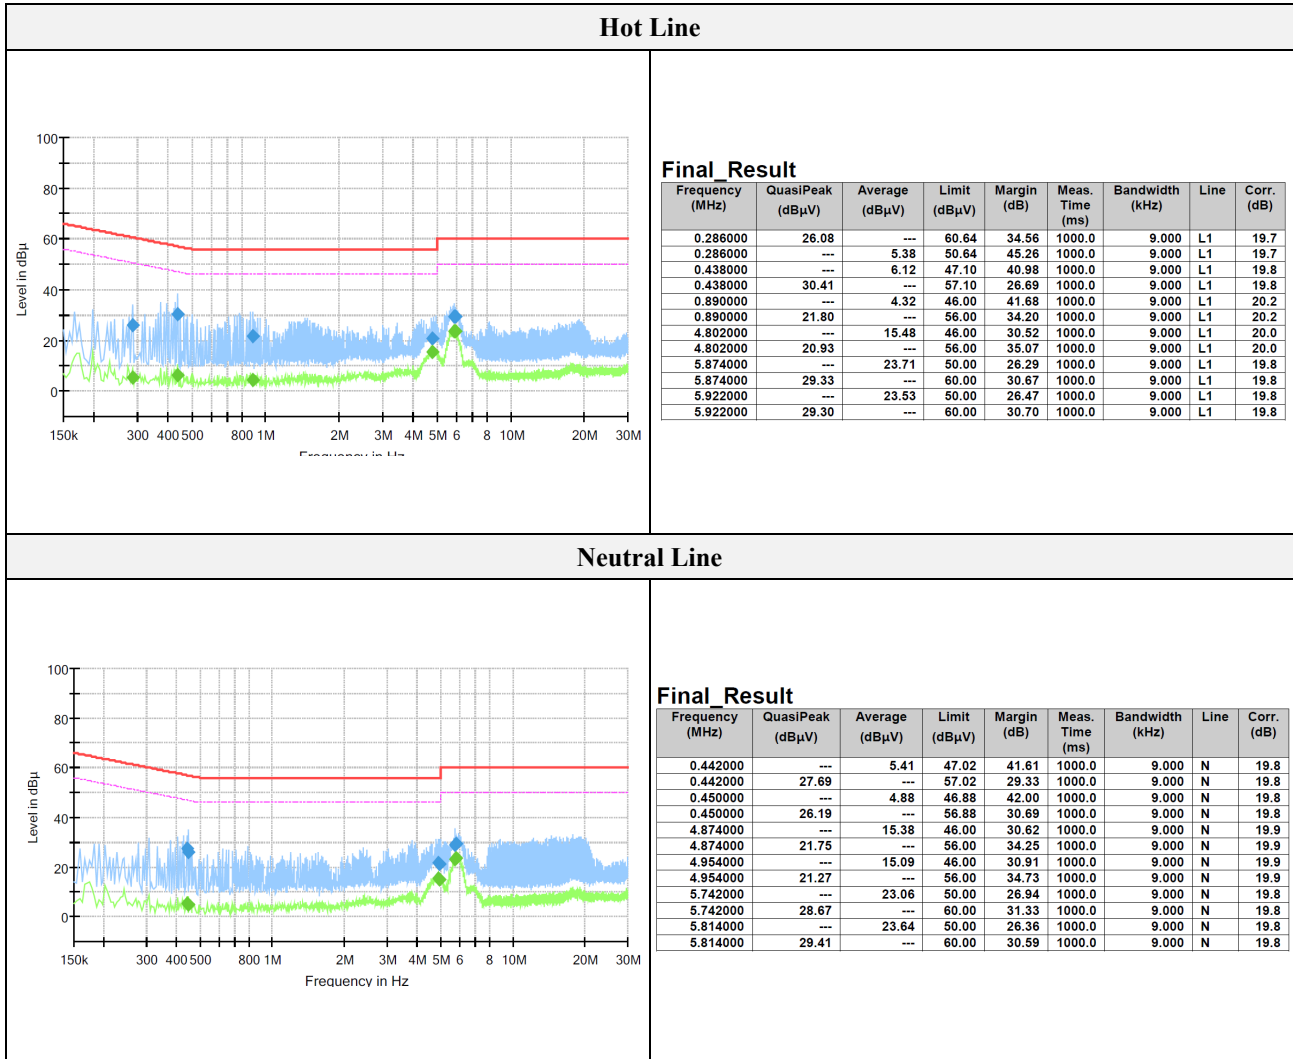 Hot Line
Level in dBµ
100
80
60
40
20
0
150k 300 400 500 800 1M 2M 3M 4M 5M 6 8 10M 20M 30M
Frequency in Hz
Final_Result
Frequency (MHz) QuasiPeak (dBµV) Average (dBµV) Limit (dBµV) Margin (dB) Meas. Time (ms) Bandwidth (kHz) Line Corr. (dB)
0.286000 26.08 --- 60.64 34.56 1000.0 9.000 L1 19.7
0.286000 --- 5.38 50.64 45.26 1000.0 9.000 L1 19.7
0.438000 --- 6.12 47.10 40.98 1000.0 9.000 L1 19.8
0.438000 30.41 --- 57.10 26.69 1000.0 9.000 L1 19.8
0.890000 --- 4.32 46.00 41.68 1000.0 9.000 L1 20.2
0.890000 21.80 --- 56.00 34.20 1000.0 9.000 L1 20.2
4.802000 --- 15.48 46.00 30.52 1000.0 9.000 L1 20.0
4.802000 20.93 --- 56.00 35.07 1000.0 9.000 L1 20.0
5.874000 --- 23.71 50.00 26.29 1000.0 9.000 L1 19.8
5.874000 29.33 --- 60.00 30.67 1000.0 9.000 L1 19.8
5.922000 --- 23.53 50.00 26.47 1000.0 9.000 L1 19.8
5.922000 29.30 --- 60.00 30.70 1000.0 9.000 L1 19.8
Neutral Line
Level in dBµ
100
80
60
40
20
0
150k 300 400 500 800 1M 2M 3M 4M 5M 6 8 10M 20M 30M
Frequency in Hz
Final_Result
Frequency (MHz) QuasiPeak (dBµV) Average (dBµV) Limit (dBµV) Margin (dB) Meas. Time (ms) Bandwidth (kHz) Line Corr. (dB)
0.442000 --- 5.41 47.02 41.61 1000.0 9.000 N 19.8
0.442000 27.69 --- 57.02 29.33 1000.0 9.000 N 19.8
0.450000 --- 4.88 46.88 42.00 1000.0 9.000 N 19.8
0.450000 26.19 --- 56.88 30.69 1000.0 9.000 N 19.8
4.874000 --- 15.38 46.00 30.62 1000.0 9.000 N 19.9
4.874000 21.75 --- 56.00 34.25 1000.0 9.000 N 19.9
4.954000 --- 15.09 46.00 30.91 1000.0 9.000 N 19.9
4.954000 21.27 --- 56.00 34.73 1000.0 9.000 N 19.9
5.742000 --- 23.06 50.00 26.94 1000.0 9.000 N 19.8
5.742000 28.67 --- 60.00 31.33 1000.0 9.000 N 19.8
5.814000 --- 23.64 50.00 26.36 1000.0 9.000 N 19.8
5.814000 29.41 --- 60.00 30.59 1000.0 9.000 N 19.8